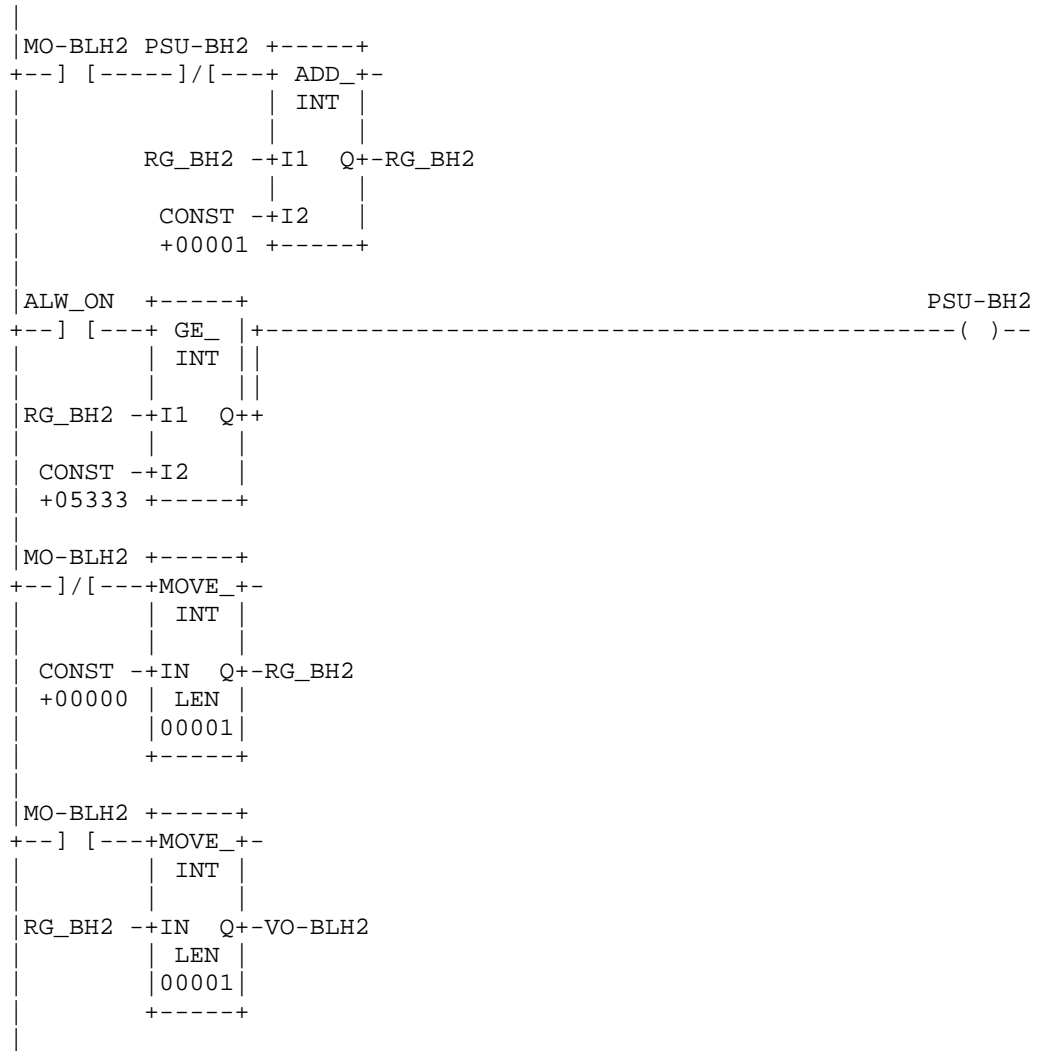 |
|MO-BLH2 PSU-BH2 +-----+
+--] [-----]/[---+ ADD_+-
|                | INT |
|                |     |
|        RG_BH2 -+I1  Q+-RG_BH2
|                |     |
|         CONST -+I2   |
|         +00001 +-----+
|
|ALW_ON  +-----+                                              PSU-BH2
+--] [---+ GE_ |+-----------------------------------------------( )--
|        | INT ||
|        |     ||
|RG_BH2 -+I1  Q++
|        |     |
| CONST -+I2   |
| +05333 +-----+
|
|MO-BLH2 +-----+
+--]/[---+MOVE_+-
|        | INT |
|        |     |
| CONST -+IN  Q+-RG_BH2
| +00000 | LEN |
|        |00001|
|        +-----+
|
|MO-BLH2 +-----+
+--] [---+MOVE_+-
|        | INT |
|        |     |
|RG_BH2 -+IN  Q+-VO-BLH2
|        | LEN |
|        |00001|
|        +-----+
|